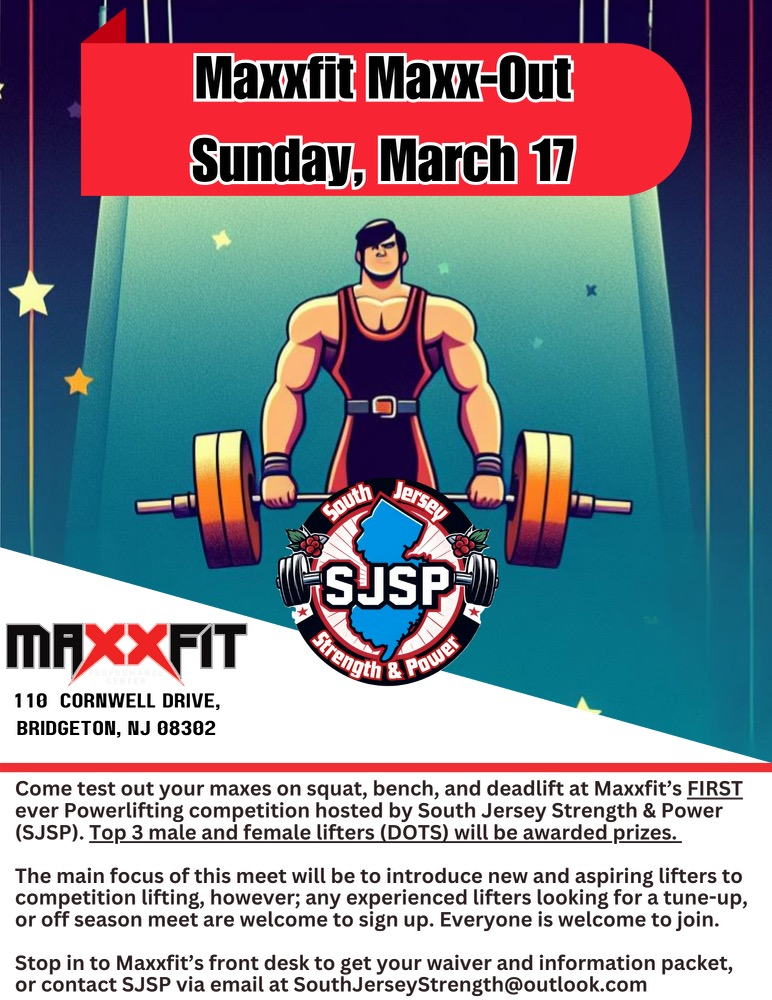 Maxxfit Maxx-Out
Sunday, March 17
South Jersey
SJSP
Strength & Power
MAXXFIT
PERFORMANCE
CENTER
110 CORNWELL DRIVE,
BRIDGETON, NJ 08302
Come test out your maxes on squat, bench, and deadlift at Maxxfit’s FIRST
ever Powerlifting competition hosted by South Jersey Strength & Power
(SJSP). Top 3 male and female lifters (DOTS) will be awarded prizes.
The main focus of this meet will be to introduce new and aspiring lifters to
competition lifting, however; any experienced lifters looking for a tune-up,
or off season meet are welcome to sign up. Everyone is welcome to join.
Stop in to Maxxfit’s front desk to get your waiver and information packet,
or contact SJSP via email at SouthJerseyStrength@outlook.com